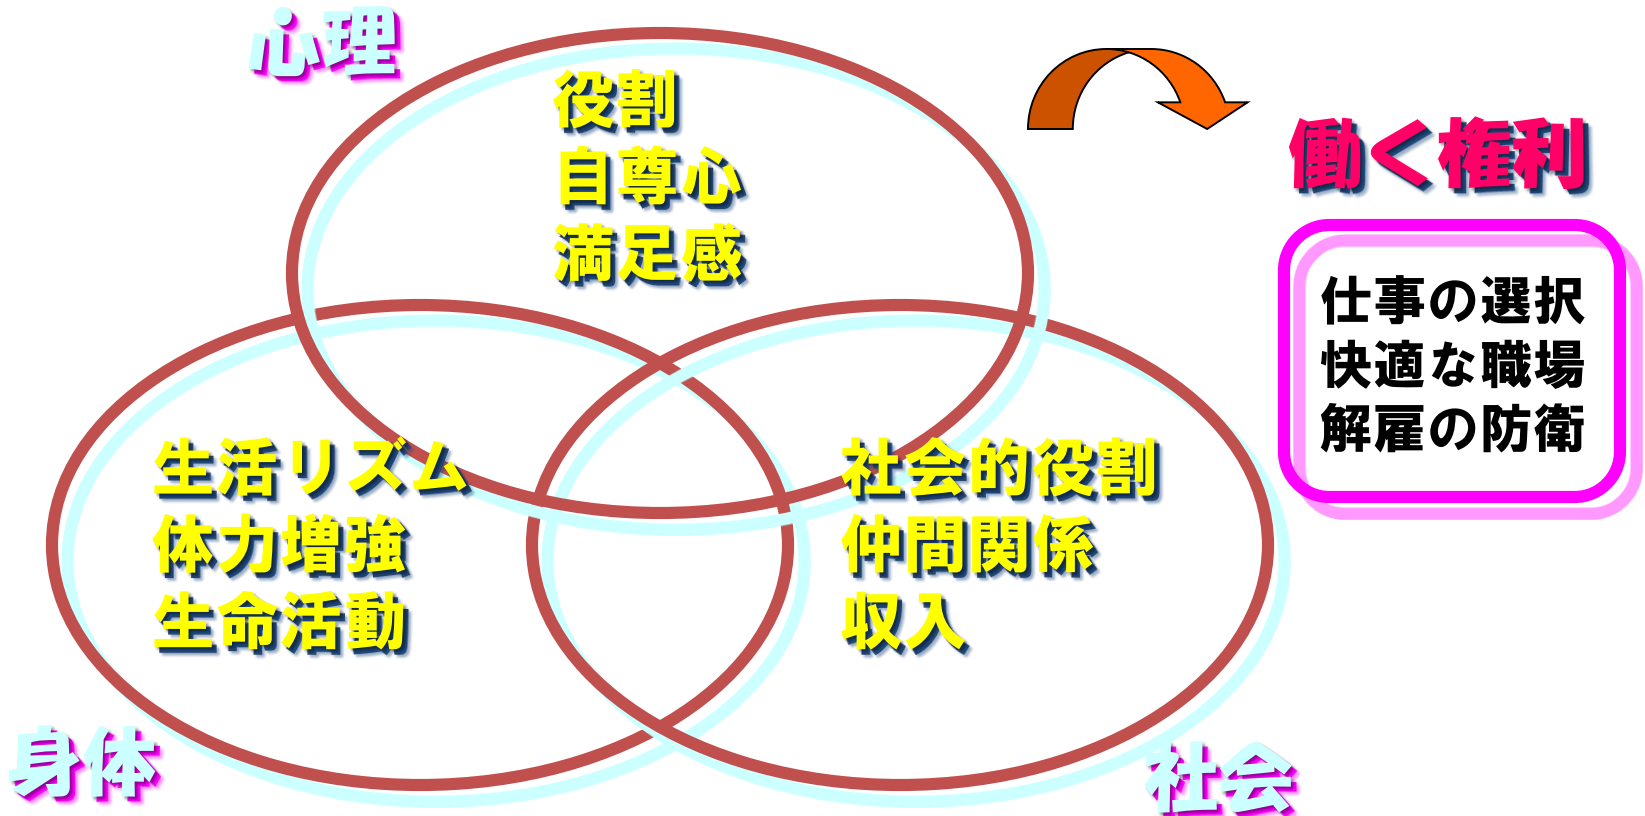 心理
役割
自尊心
満足感
働く権利
仕事の選択
快適な職場
解雇の防衛
生活リズム
体力増強
生命活動
社会的役割
仲間関係
収入
身体
社会